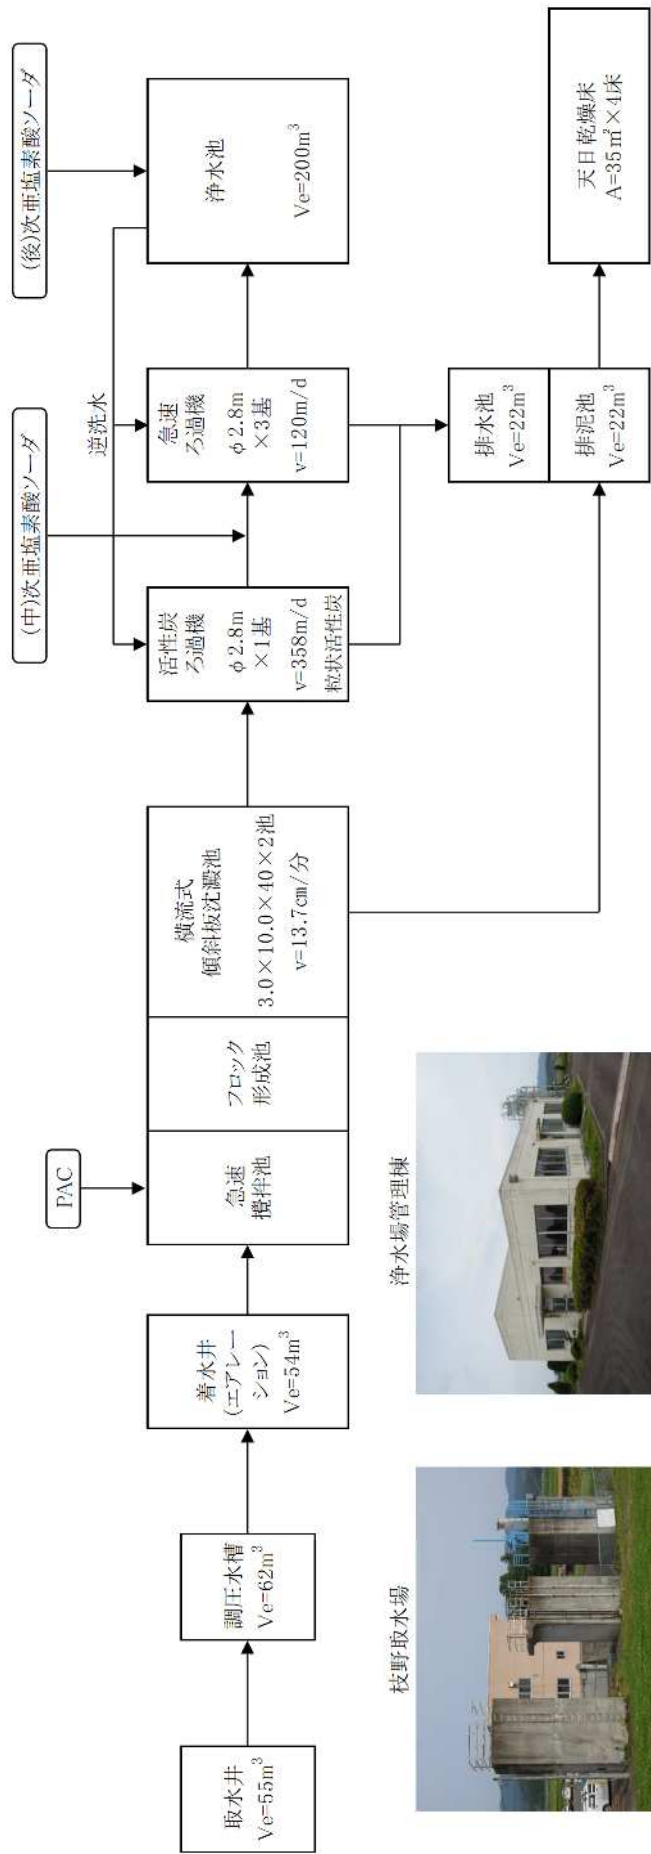 (後)次亜塩素酸ソーダ
(中)次亜塩素酸ソーダ
PAC
逆洗水
取水井
Ve=55m³
調圧水槽
Ve=62m³
着水井
(エアレー
ション)
Ve=54m³
急速
攪拌池
フロック
形成池
横流式
傾斜板沈澱池
3.0×10.0×40×2池
v=13.7cm/分
活性炭
ろ過機
φ2.8m
×1基
v=358m/d
粒状活性炭
急速
ろ過機
φ2.8m
×3基
v=120m/d
浄水池
Ve=200m³
排水池
Ve=22m³
排泥池
Ve=22m³
天日乾燥床
A=35㎡×4床
枝野取水場
浄水場管理棟